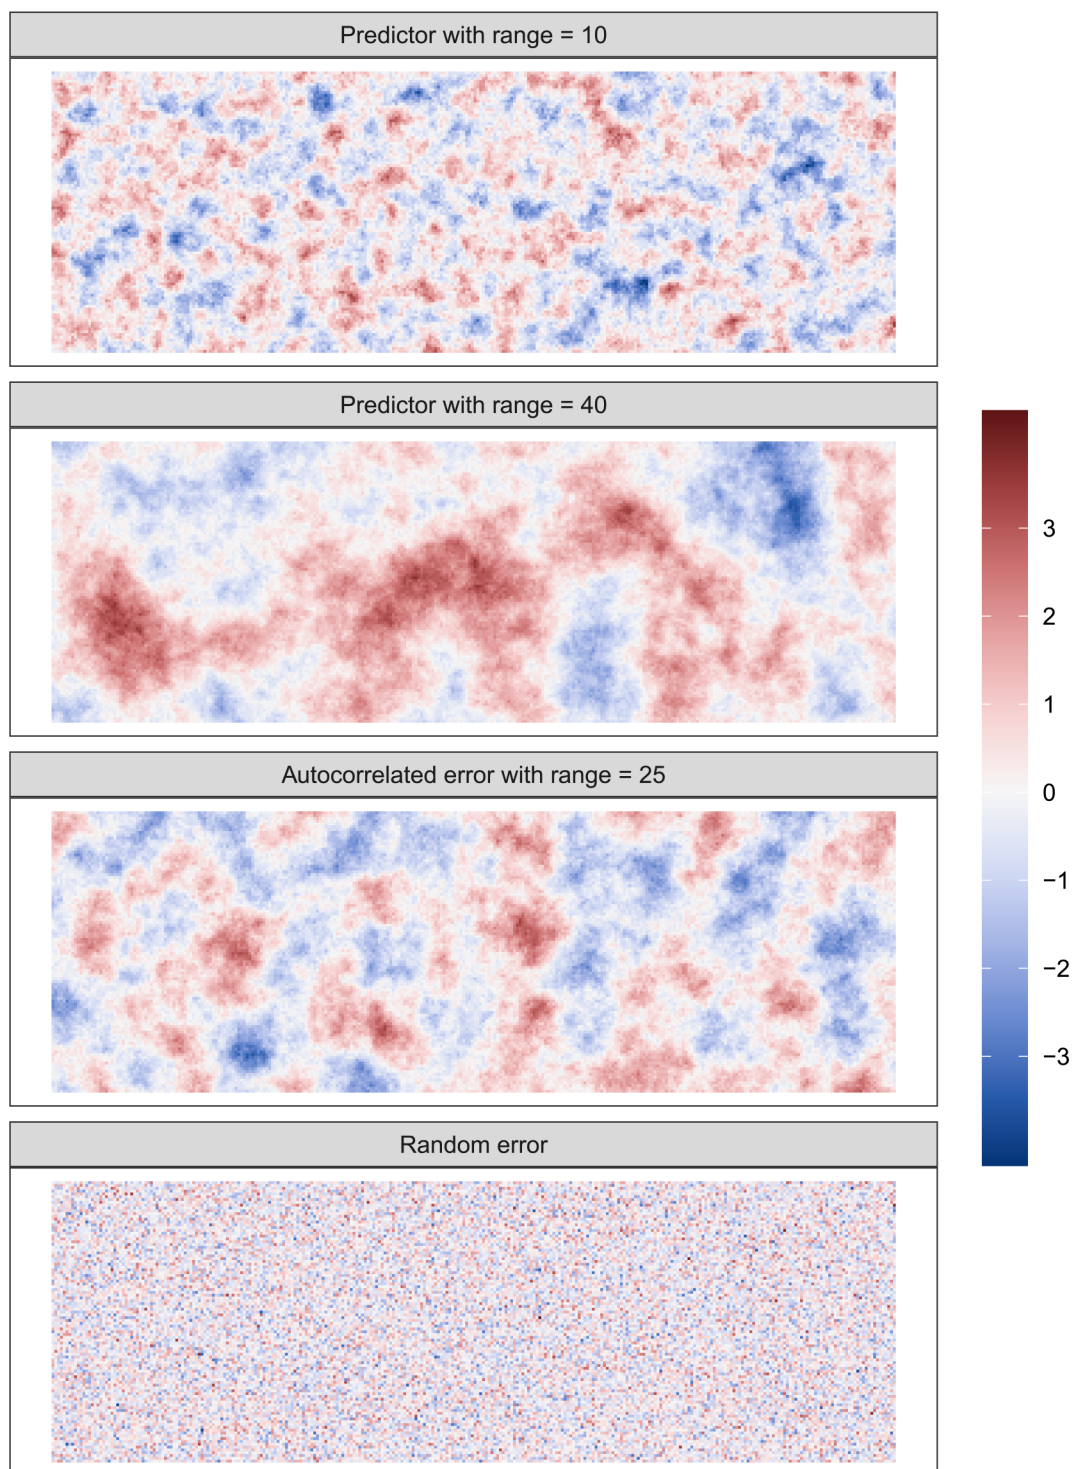 Predictor with range = 10
Predictor with range = 40
Autocorrelated error with range = 25
Random error
3
2
1
0
−1
−2
−3